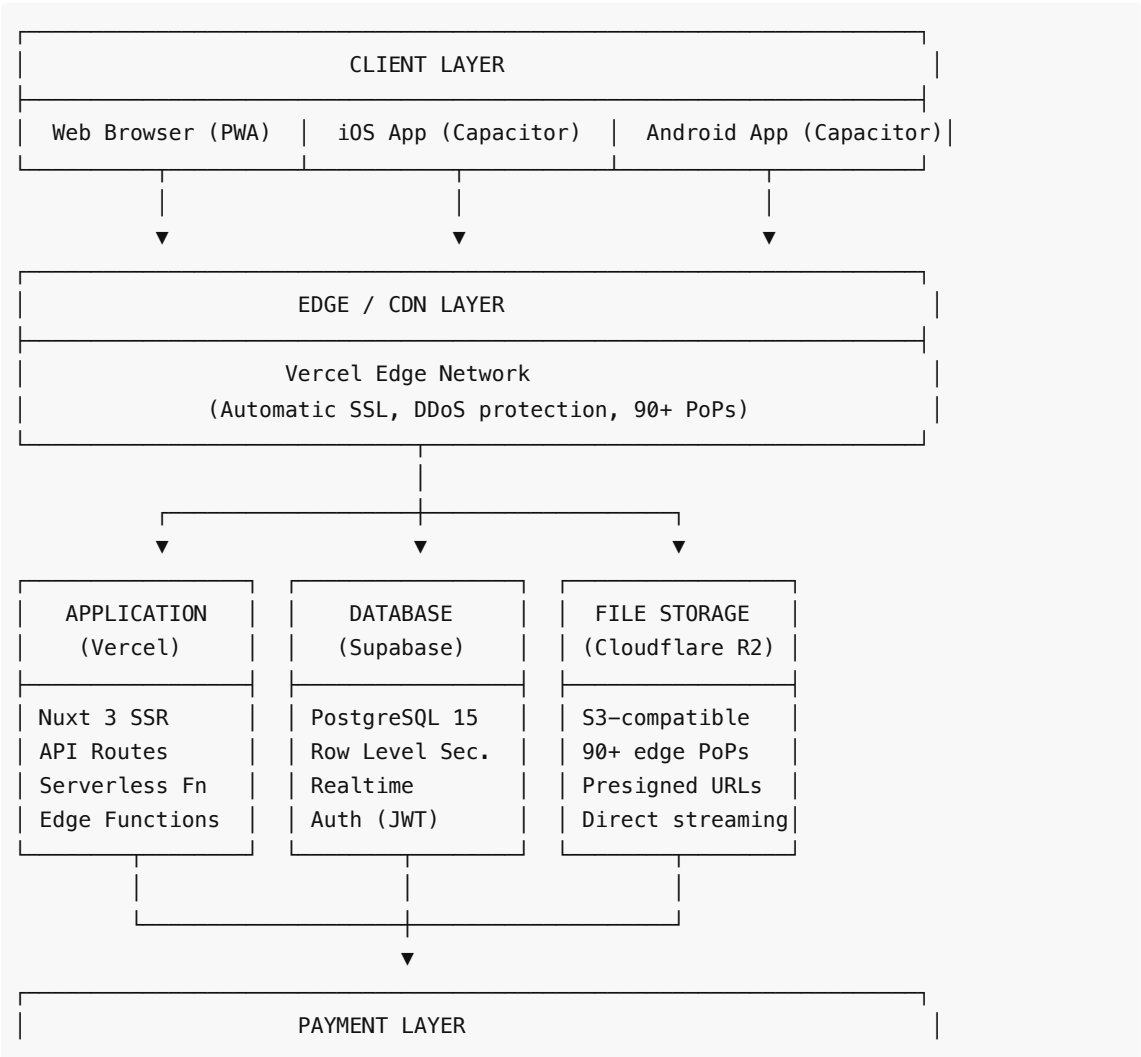 CLIENT LAYER
Web Browser (PWA) iOS App (Capacitor) Android App (Capacitor)
EDGE / CDN LAYER
Vercel Edge Network
(Automatic SSL, DDoS protection, 90+ PoPs)
APPLICATION DATABASE FILE STORAGE
(Vercel) (Supabase) (Cloudflare R2)
Nuxt 3 SSR PostgreSQL 15 S3-compatible
API Routes Row Level Sec. 90+ edge PoPs
Serverless Fn Realtime Presigned URLs
Edge Functions Auth (JWT) Direct streaming
PAYMENT LAYER